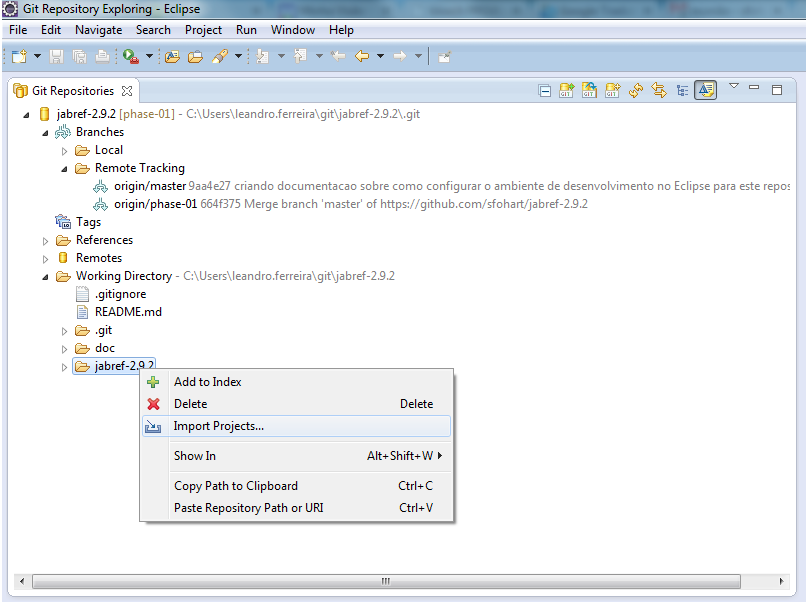 Git Repository Exploring - Eclipse
File Edit Navigate Search Project Run Window Help
Git Repositories
jabref-2.9.2 [phase-01] - C:\Users\leandro.ferreira\git\jabref-2.9.2\.git
Branches
Local
Remote Tracking
origin/master 9aa4e27 criando documentacao sobre como configurar o ambiente de desenvolvimento no Eclipse para este repos
origin/phase-01 664f375 Merge branch 'master' of https://github.com/sfohart/jabref-2.9.2
Tags
References
Remotes
Working Directory - C:\Users\leandro.ferreira\git\jabref-2.9.2
.gitignore
README.md
.git
doc
jabref-2.9.2
Add to Index
Delete Delete
Import Projects...
Show In Alt+Shift+W
Copy Path to Clipboard Ctrl+C
Paste Repository Path or URI Ctrl+V